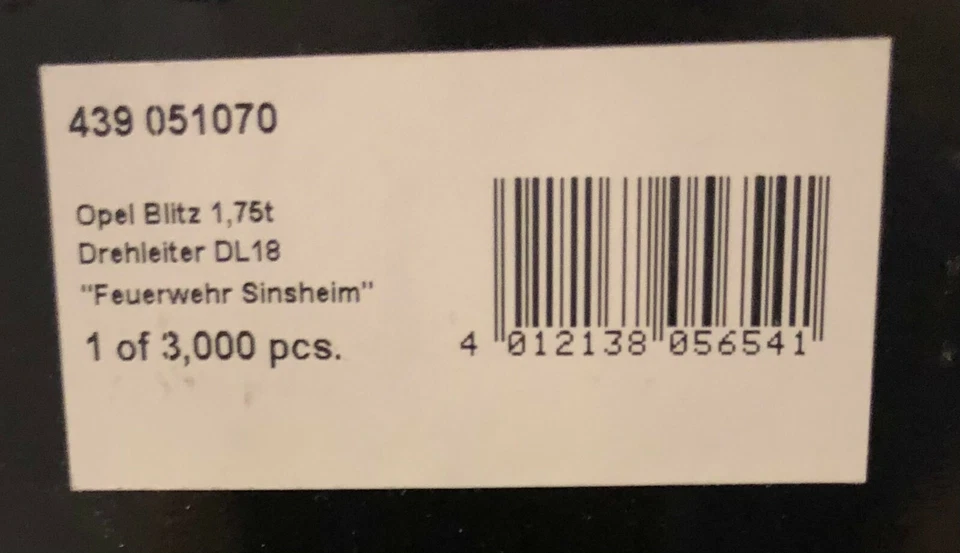 439 051070
Opel Blitz 1,75t
Drehleiter DL18
"Feuerwehr Sinsheim"
1 of 3,000 pcs.
4 012138 056541